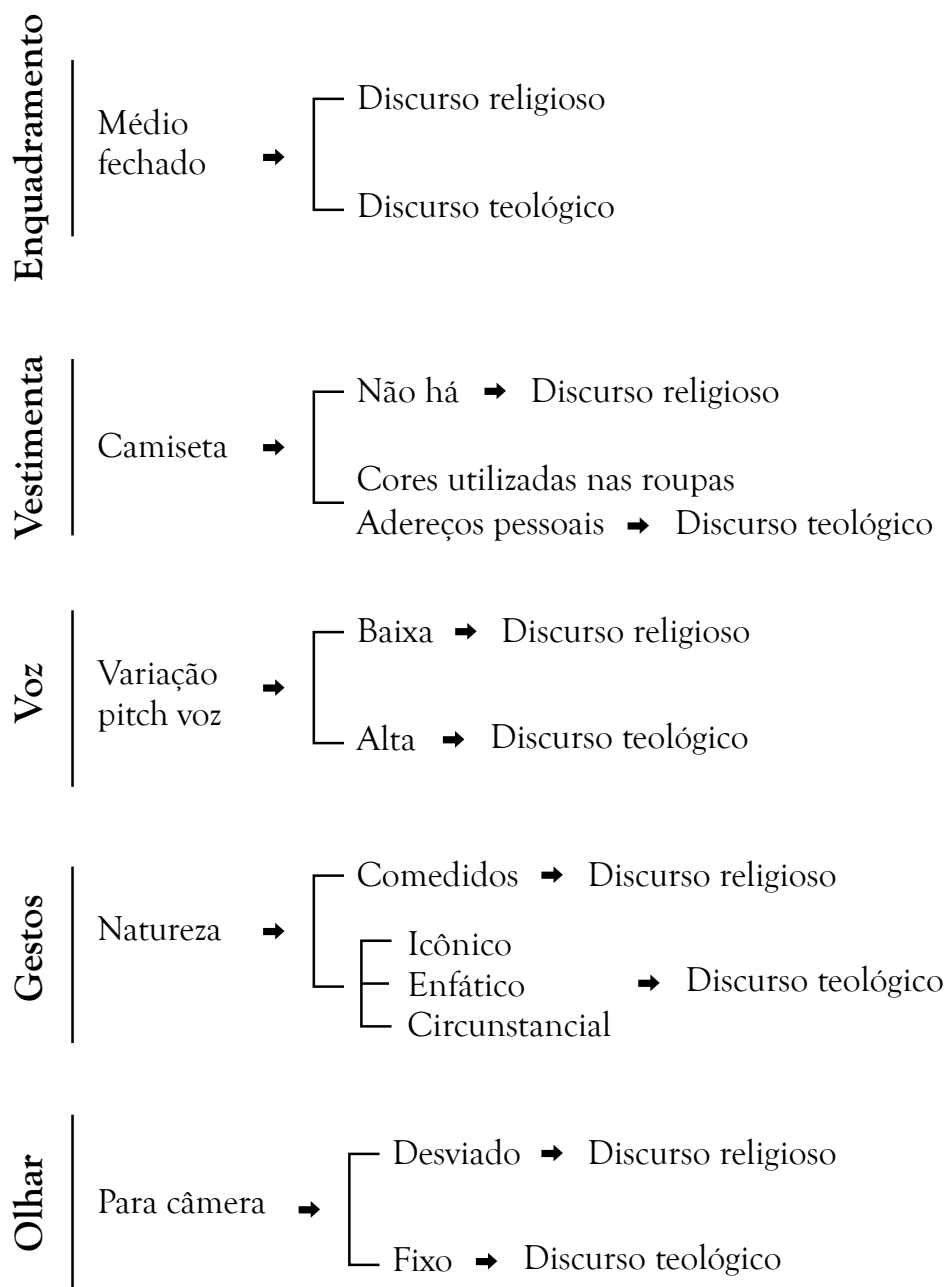 Enquadramento
Médio
fechado
➡
Discurso religioso
Discurso teológico
Vestimenta
Camiseta ➡
Não há ➡ Discurso religioso
Cores utilizadas nas roupas
Adereços pessoais ➡ Discurso teológico
Voz
Variação
pitch voz
➡
Baixa ➡ Discurso religioso
Alta ➡ Discurso teológico
Gestos
Natureza ➡
Comedidos ➡ Discurso religioso
Icônico
Enfático
Circunstancial
➡ Discurso teológico
Olhar
Para câmera ➡
Desviado ➡ Discurso religioso
Fixo ➡ Discurso teológico